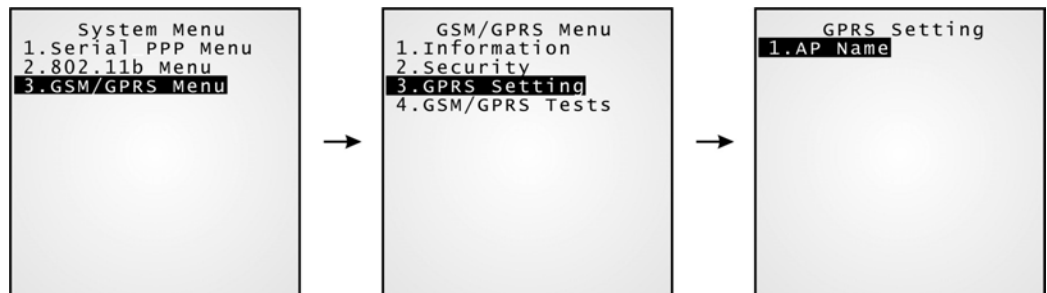 System Menu
1.Serial PPP Menu
2.802.11b Menu
3.GSM/GPRS Menu
GSM/GPRS Menu
1.Information
2.Security
3.GPRS Setting
4.GSM/GPRS Tests
GPRS Setting
1.AP Name